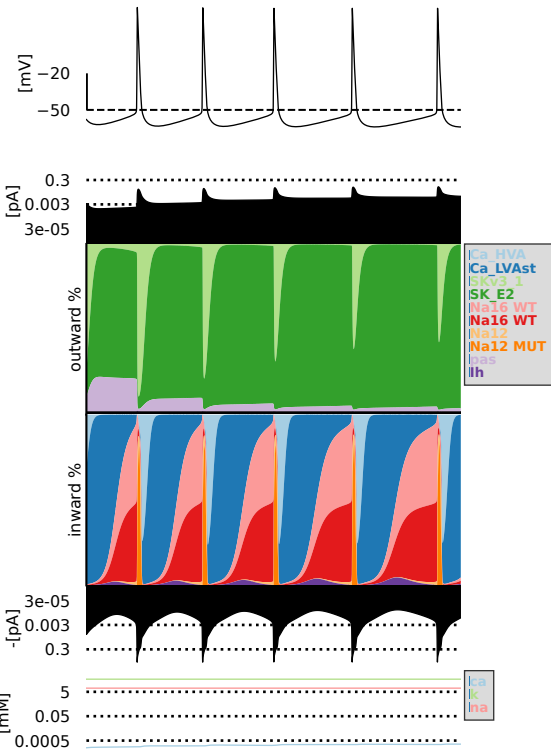 [mV]
−20
−50
[pA]
0.3
0.003
3e-05
outward %
Ca_HVA
Ca_LVAst
SKv3_1
SK_E2
Na16 WT
Na16 WT
Na12
Na12 MUT
pas
Ih
inward %
-[pA]
3e-05
0.003
0.3
[mM]
5
0.05
0.0005
ca
k
na